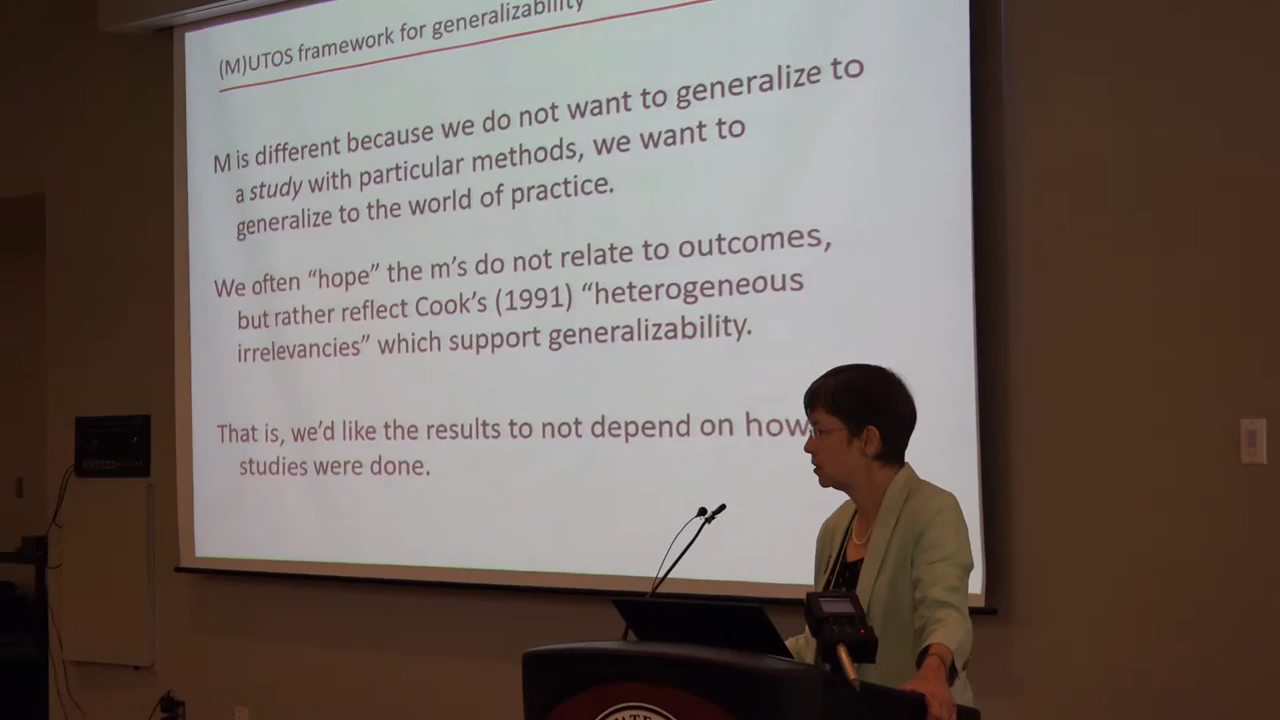 (M)UTOS framework for generalizability
M is different because we do not want to generalize to
a study with particular methods, we want to
generalize to the world of practice.
We often “hope” the m’s do not relate to outcomes,
but rather reflect Cook’s (1991) “heterogeneous
irrelevancies” which support generalizability.
That is, we’d like the results to not depend on how
studies were done.